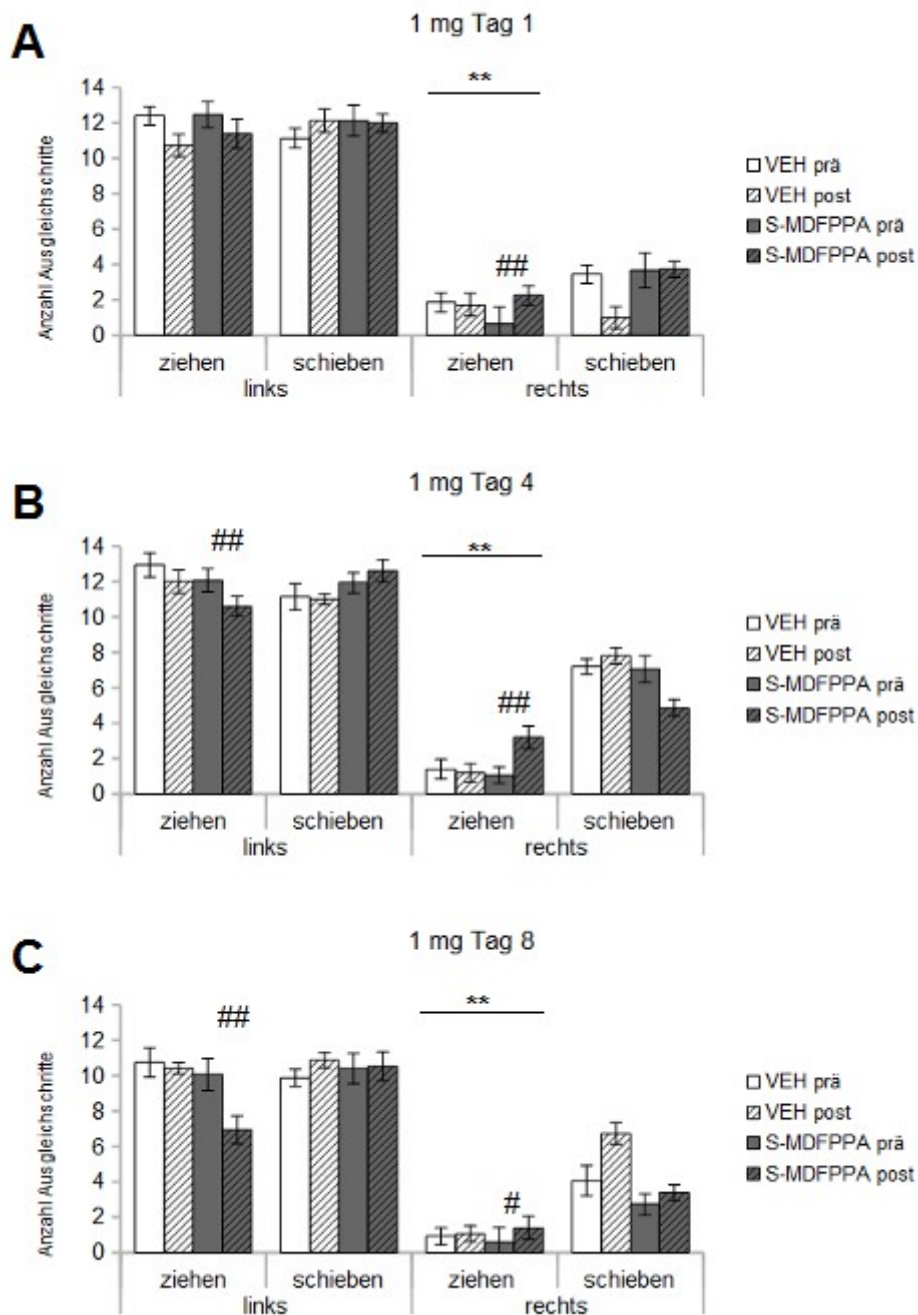 A
1 mg Tag 1
**
Anzahl Ausgleichschritte
14
12
10
8
6
4
2
0
##
ziehen schieben ziehen schieben
links rechts
VEH prä
VEH post
S-MDFPPA prä
S-MDFPPA post
B
1 mg Tag 4
##
**
Anzahl Ausgleichschritte
14
12
10
8
6
4
2
0
##
ziehen schieben ziehen schieben
links rechts
VEH prä
VEH post
S-MDFPPA prä
S-MDFPPA post
C
1 mg Tag 8
##
**
Anzahl Ausgleichschritte
14
12
10
8
6
4
2
0
#
ziehen schieben ziehen schieben
links rechts
VEH prä
VEH post
S-MDFPPA prä
S-MDFPPA post